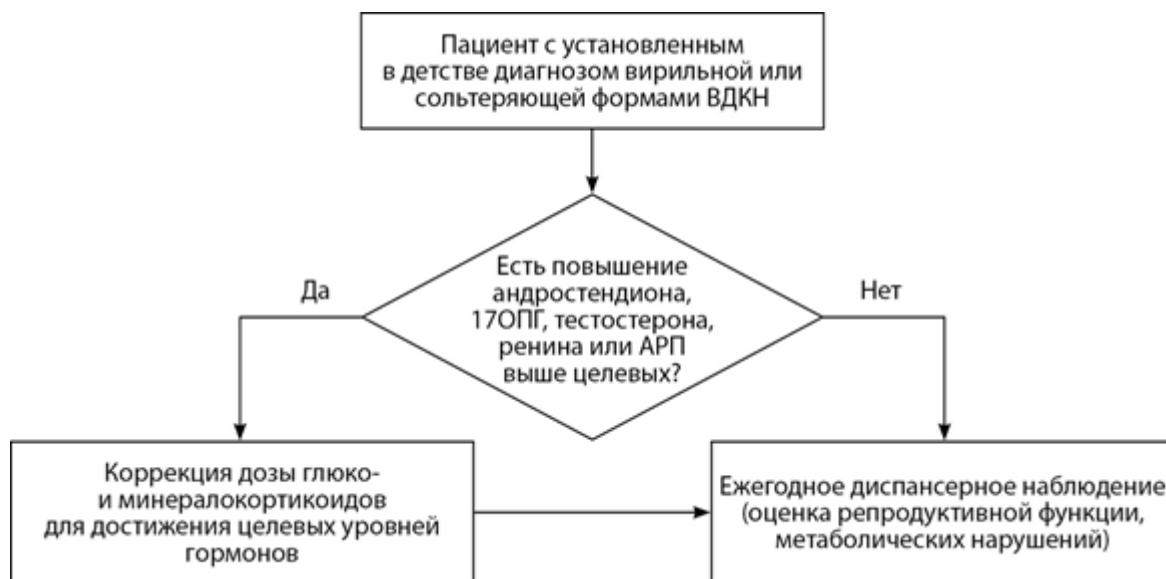 Пациент с установленным
в детстве диагнозом вирильной или
сольтеряющей формами ВДКН
Есть повышение
андростендиона,
17ОПГ, тестостерона,
ренина или АРП
выше целевых?
Да
Нет
Коррекция дозы глюко-
и минералокортикоидов
для достижения целевых уровней
гормонов
Ежегодное диспансерное наблюдение
(оценка репродуктивной функции,
метаболических нарушений)